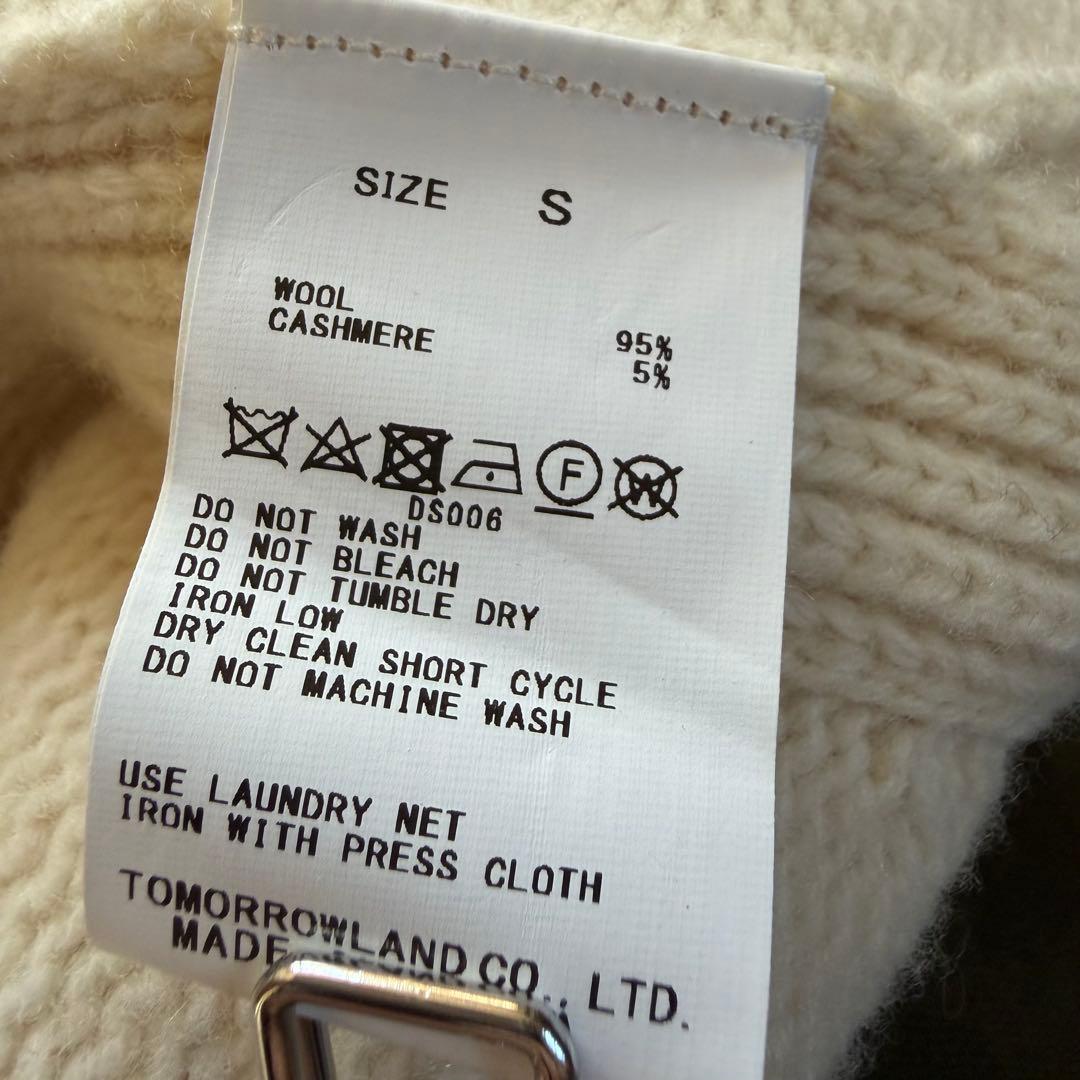 SIZE S
WOOL 95%
CASHMERE 5%
F W
DS006
DO NOT WASH
DO NOT BLEACH
DO NOT TUMBLE DRY
IRON LOW
DRY CLEAN SHORT CYCLE
DO NOT MACHINE WASH
USE LAUNDRY NET
IRON WITH PRESS CLOTH
TOMORROWLAND CO., LTD.
MADE